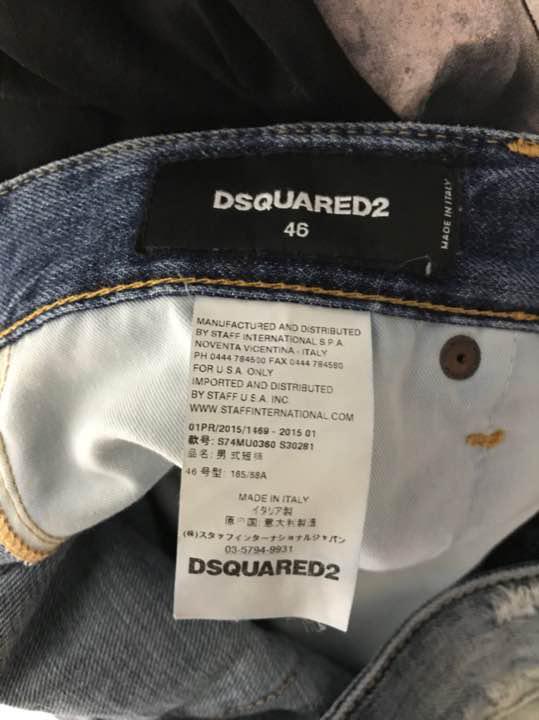 DSQUARED2
46
MADE IN ITALY
MANUFACTURED AND DISTRIBUTED
BY STAFF INTERNATIONAL S.P.A.
NOVENTA VICENTINA - ITALY
PH 0444 784500 FAX 0444 784580
FOR U.S.A. ONLY
IMPORTED AND DISTRIBUTED
BY STAFF U.S.A. INC.
WWW.STAFFINTERNATIONAL.COM
01PR/2015/1469 - 2015 01
款号: S74MU0360 S30281
品名: 男式短裤
46 号型: 165/68A
MADE IN ITALY
イタリア製
原の国: 意大利製造
(株)スタッフインターナショナルジャパン
03-5794-9931
DSQUARED2